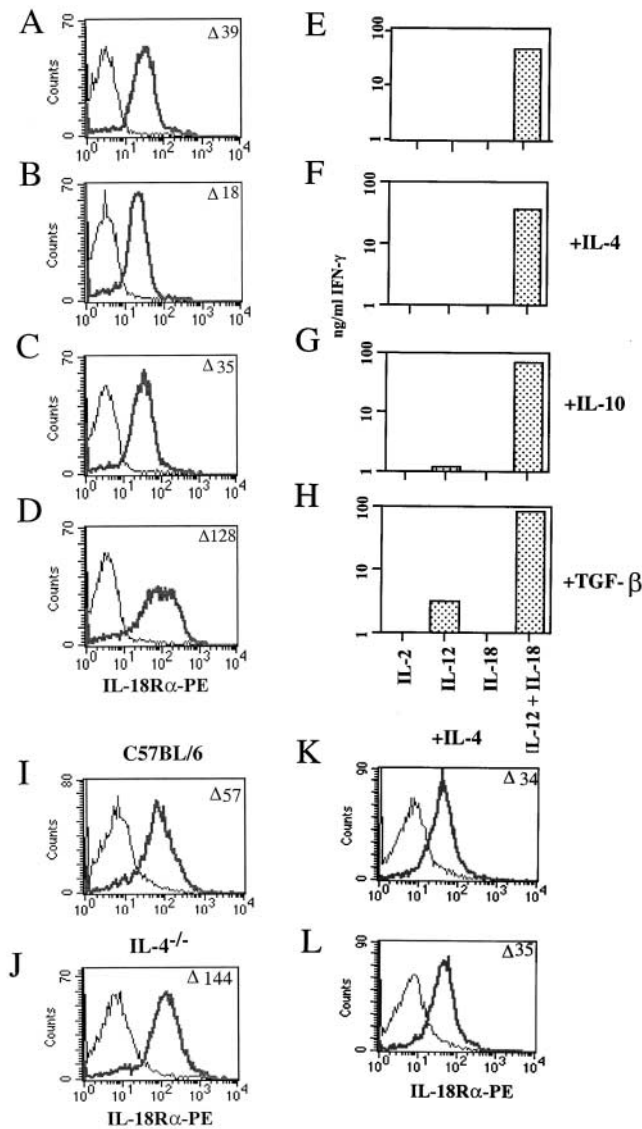 A
70
Δ39
Counts
0
10⁰ 10¹ 10² 10³ 10⁴
B
70
Δ18
Counts
0
10⁰ 10¹ 10² 10³ 10⁴
C
70
Δ35
Counts
0
10⁰ 10¹ 10² 10³ 10⁴
D
70
Δ128
Counts
0
10⁰ 10¹ 10² 10³ 10⁴
IL-18Rα-PE
E
100
10
1
F
100
10
1
+IL-4
ng/ml IFN-γ
G
100
10
1
+IL-10
H
100
10
1
+TGF-β
IL-2
IL-12
IL-18
IL-12 + IL-18
C57BL/6
I
80
Δ57
Counts
0
10⁰ 10¹ 10² 10³ 10⁴
IL-4⁻/⁻
J
70
Δ 144
Counts
0
10⁰ 10¹ 10² 10³ 10⁴
IL-18Rα-PE
+IL-4
K
90
Δ 34
Counts
0
10⁰ 10¹ 10² 10³ 10⁴
L
90
Δ35
Counts
0
10⁰ 10¹ 10² 10³ 10⁴
IL-18Rα-PE